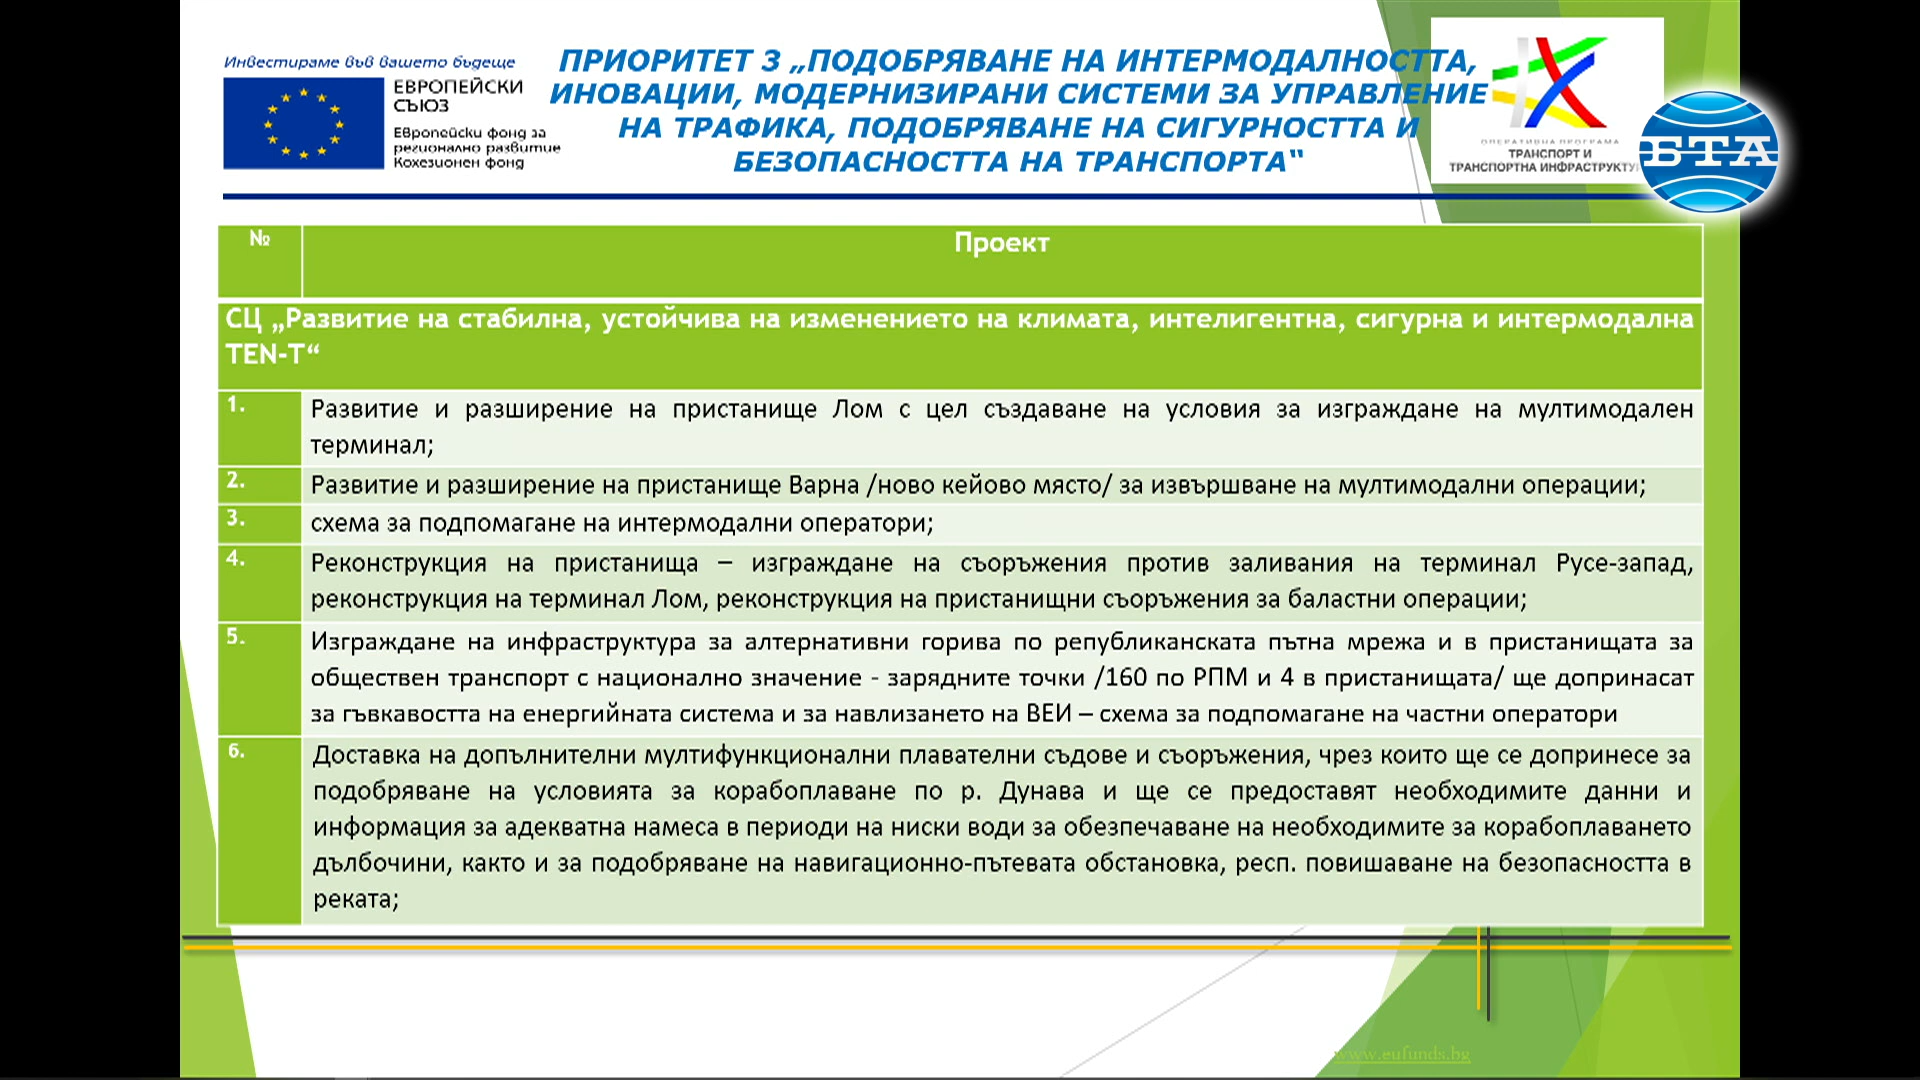 Инвестираме във вашето бъдеще
ЕВРОПЕЙСКИ
СЪЮЗ
Европейски фонд за
регионално развитие
Кохезионен фонд
ПРИОРИТЕТ 3 „ПОДОБРЯВАНЕ НА ИНТЕРМОДАЛНОСТТА,
ИНОВАЦИИ, МОДЕРНИЗИРАНИ СИСТЕМИ ЗА УПРАВЛЕНИЕ
НА ТРАФИКА, ПОДОБРЯВАНЕ НА СИГУРНОСТТА И
БЕЗОПАСНОСТТА НА ТРАНСПОРТА“
ОПЕРАТИВНА ПРОГРАМА
ТРАНСПОРТ И
ТРАНСПОРТНА ИНФРАСТРУКТУР
БТА
№ Проект
СЦ „Развитие на стабилна, устойчива на изменението на климата, интелигентна, сигурна и интермодална
TEN-T“
1. Развитие и разширение на пристанище Лом с цел създаване на условия за изграждане на мултимодален
терминал;
2. Развитие и разширение на пристанище Варна /ново кейово място/ за извършване на мултимодални операции;
3. схема за подпомагане на интермодални оператори;
4. Реконструкция на пристанища – изграждане на съоръжения против заливания на терминал Русе-запад,
реконструкция на терминал Лом, реконструкция на пристанищни съоръжения за баластни операции;
5. Изграждане на инфраструктура за алтернативни горива по републиканската пътна мрежа и в пристанищата за
обществен транспорт с национално значение - зарядните точки /160 по РПМ и 4 в пристанищата/ ще допринасят
за гъвкавостта на енергийната система и за навлизането на ВЕИ – схема за подпомагане на частни оператори
6. Доставка на допълнителни мултифункционални плавателни съдове и съоръжения, чрез които ще се допринесе за
подобряване на условията за корабоплаване по р. Дунава и ще се предоставят необходимите данни и
информация за адекватна намеса в периоди на ниски води за обезпечаване на необходимите за корабоплаването
дълбочини, както и за подобряване на навигационно-пътевата обстановка, респ. повишаване на безопасността в
реката;
www.eufunds.bg